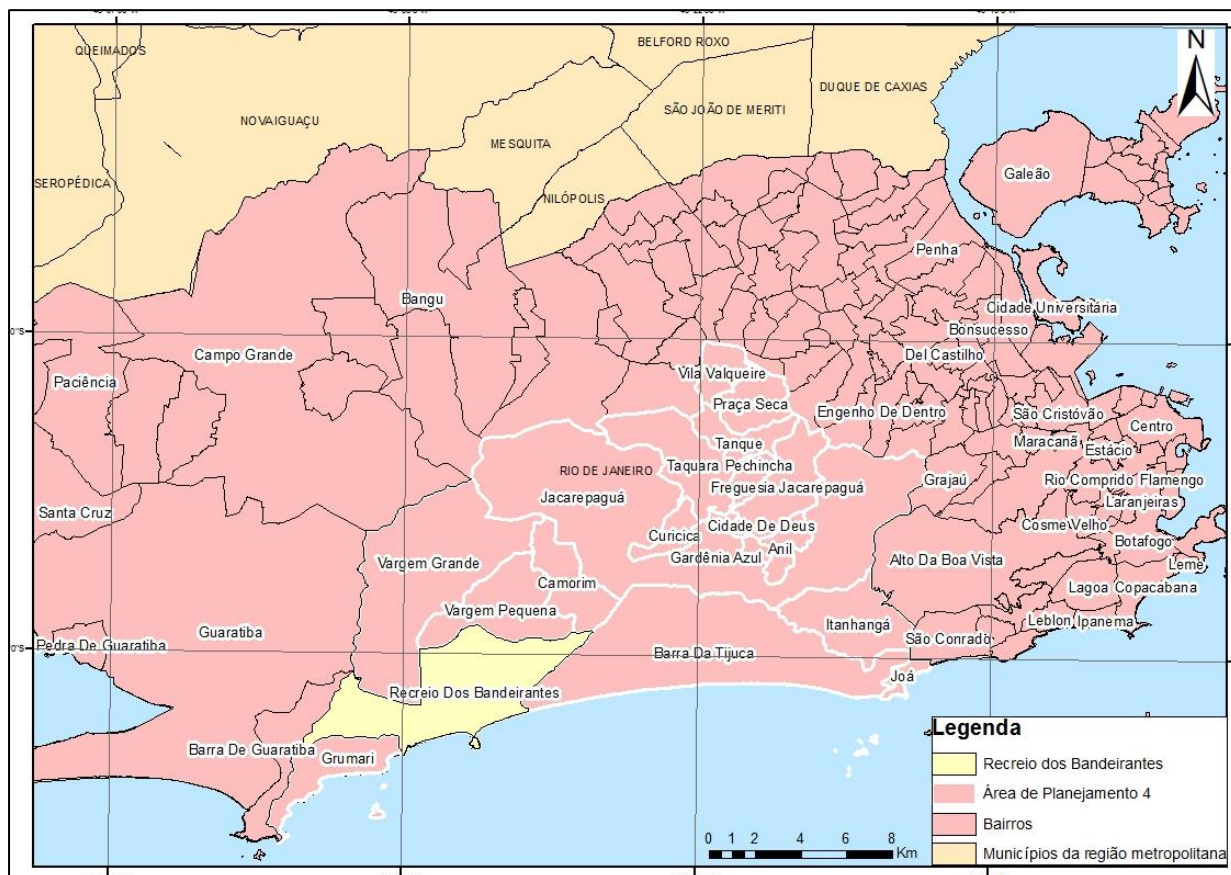 QUEIMADOS
BELFORD ROXO
N
DUQUE DE CAXIAS
SÃO JOÃO DE MERITI
NOVA IGUAÇU
MESQUITA
Galeão
SEROPÉDICA
NILÓPOLIS
Penha
Bangu
Cidade Universitária
Bonsucesso
Campo Grande
Del Castilho
Paciência
Vila Valqueire
Praça Seca
Engenho De Dentro
São Cristóvão
Centro
Maracanã
Estácio
Tanque
RIO DE JANEIRO
Taquara Pechincha
Grajaú
Rio Comprido Flamengo
Jacarepaguá
Freguesia Jacarepaguá
Laranjeiras
Santa Cruz
Cidade De Deus
Cosme Velho
Curicica
Botafogo
Gardênia Azul
Anil
Vargem Grande
Alto Da Boa Vista
Leme
Camorim
Lagoa Copacabana
Vargem Pequena
Itanhangá
Leblon Ipanema
Guaratiba
São Conrado
Pedra De Guaratiba
Barra Da Tijuca
Joá
Recreio Dos Bandeirantes
Barra De Guaratiba
Grumari
Legenda
Recreio dos Bandeirantes
Área de Planejamento 4
Bairros
Municípios da região metropolitana
0 1 2 4 6 8
Km